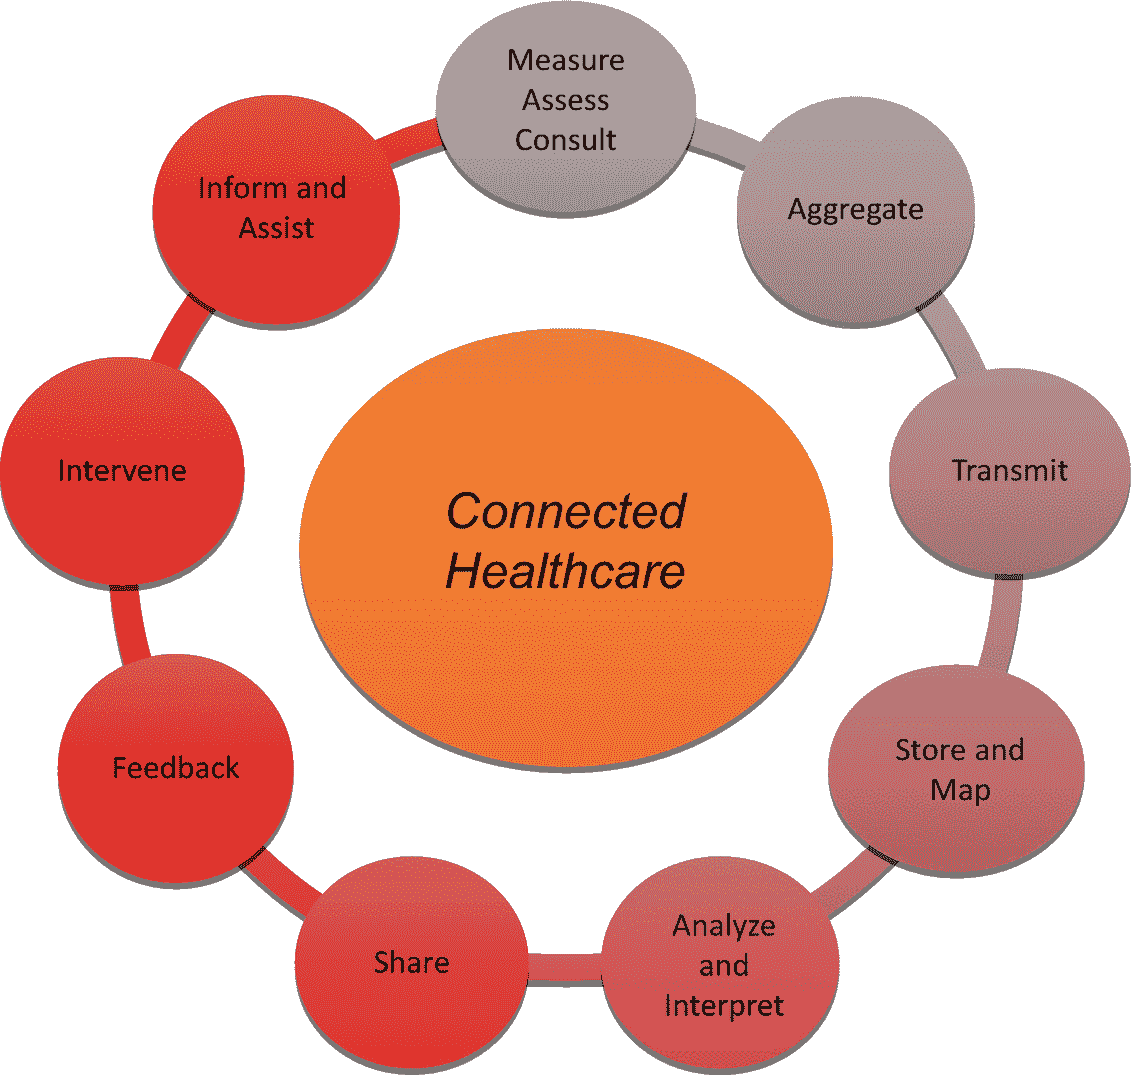 Measure
Assess
Consult
Aggregate
Transmit
Store and
Map
Analyze
and
Interpret
Share
Feedback
Intervene
Inform and
Assist
Connected
Healthcare